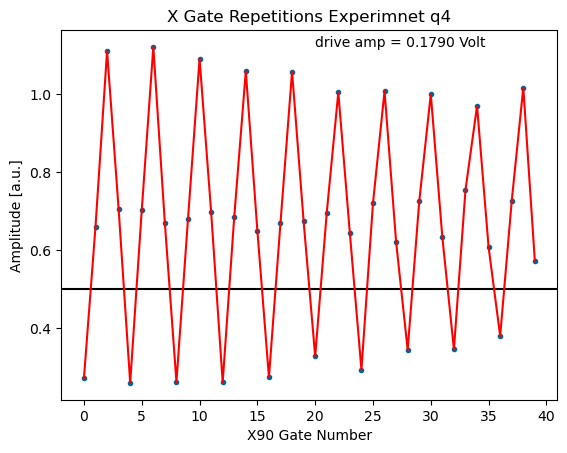 X Gate Repetitions Experimnet q4
drive amp = 0.1790 Volt
Amplitude [a.u.]
1.0
0.8
0.6
0.4
0 5 10 15 20 25 30 35 40
X90 Gate Number